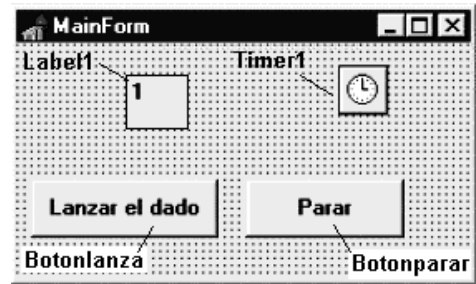 MainForm
Label1
Timer1
1
Lanzar el dado
Parar
Botonlanza
Botonparar